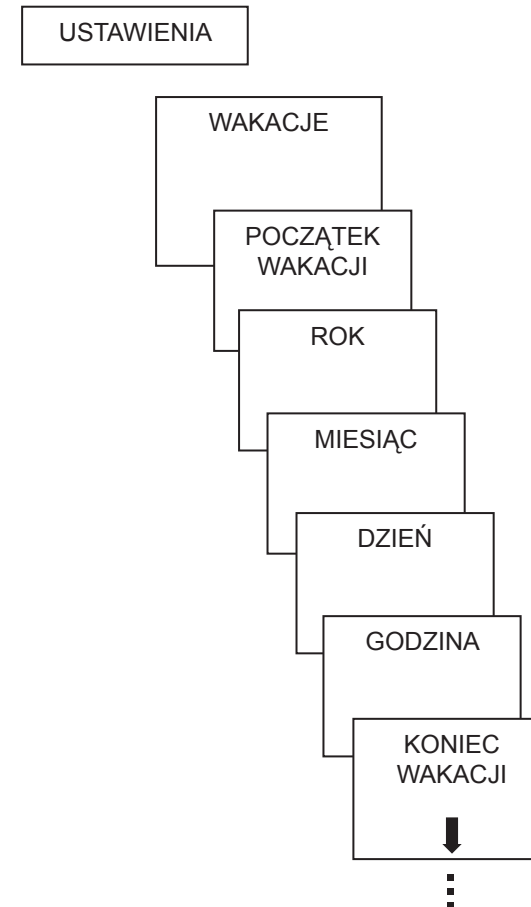 USTAWIENIA
WAKACJE
POCZĄTEK
WAKACJI
ROK
MIESIĄC
DZIEŃ
GODZINA
KONIEC
WAKACJI